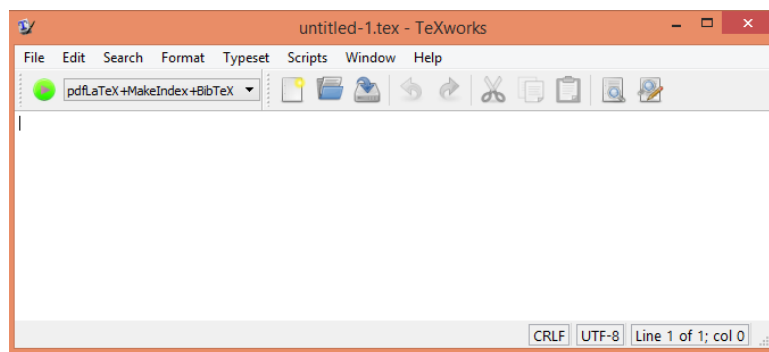 untitled-1.tex - TeXworks
File Edit Search Format Typeset Scripts Window Help
pdfLaTeX+MakeIndex+BibTeX
CRLF UTF-8 Line 1 of 1; col 0